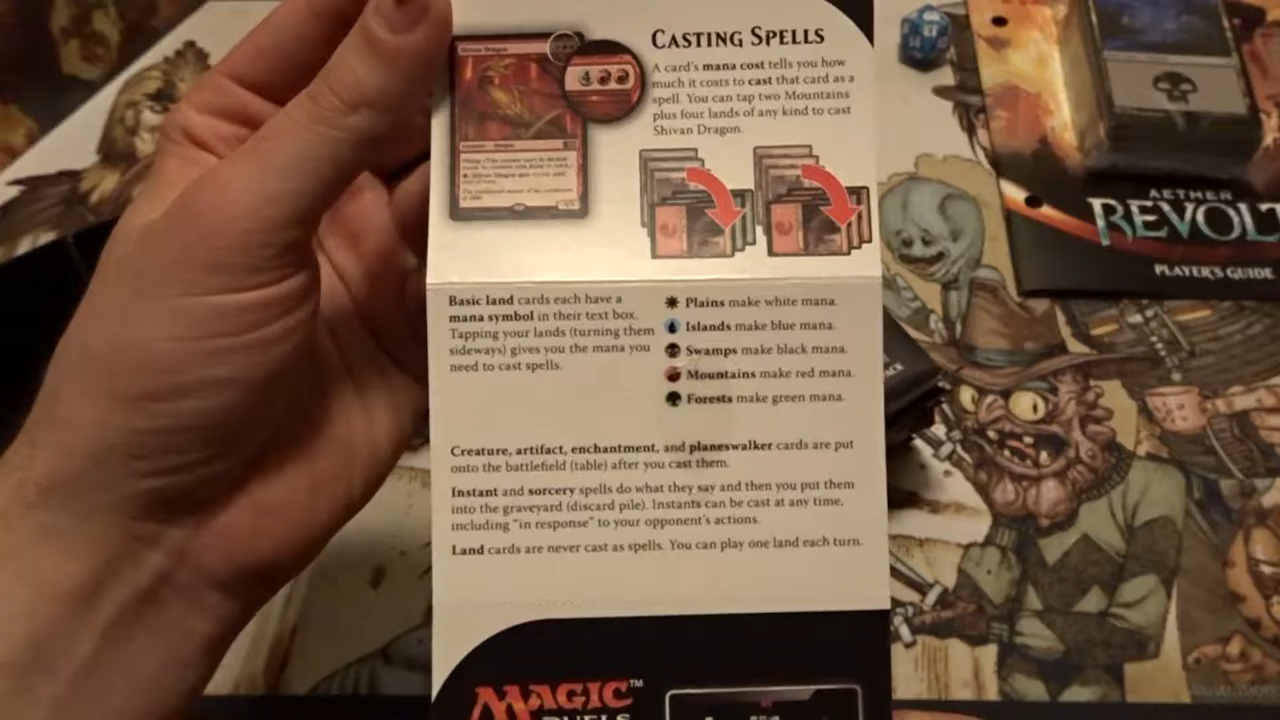 Shivan Dragon
4
CASTING SPELLS
A card's mana cost tells you how
much it costs to cast that card as a
spell. You can tap two Mountains
plus four lands of any kind to cast
Shivan Dragon.
Basic land cards each have a
mana symbol in their text box.
Tapping your lands (turning them
sideways) gives you the mana you
need to cast spells.
Plains make white mana.
Islands make blue mana.
Swamps make black mana.
Mountains make red mana.
Forests make green mana.
Creature, artifact, enchantment, and planeswalker cards are put
onto the battlefield (table) after you cast them.
Instant and sorcery spells do what they say and then you put them
into the graveyard (discard pile). Instants can be cast at any time,
including "in response" to your opponent's actions.
Land cards are never cast as spells. You can play one land each turn.
MAGIC™
DUELS
AETHER
REVOLT
PLAYER'S GUIDE